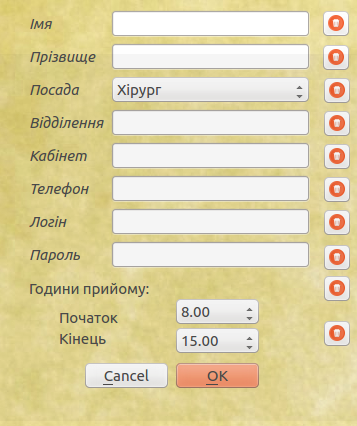 Імя
Прізвище
Посада Хірург
Відділення
Кабінет
Телефон
Логін
Пароль
Години прийому:
Початок 8.00
Кінець 15.00
Cancel OK